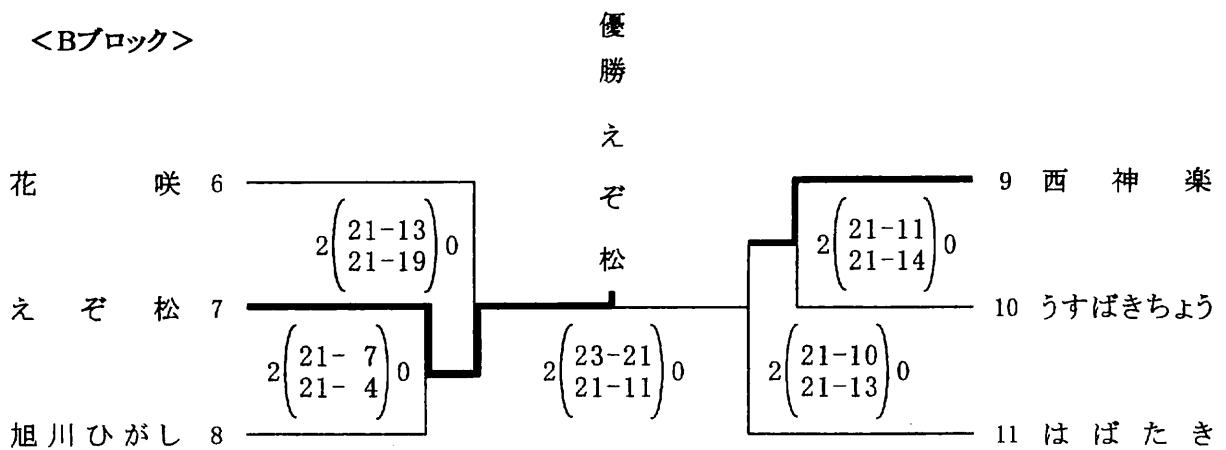 <Bブロック>
優勝 えぞ松
花咲 6
2(21-13 21-19)0
えぞ松 7
2(21- 7 21- 4)0
旭川ひがし 8
2(23-21 21-11)0
9 西神楽
2(21-11 21-14)0
10 うすばきちょう
2(21-10 21-13)0
11 はばたき